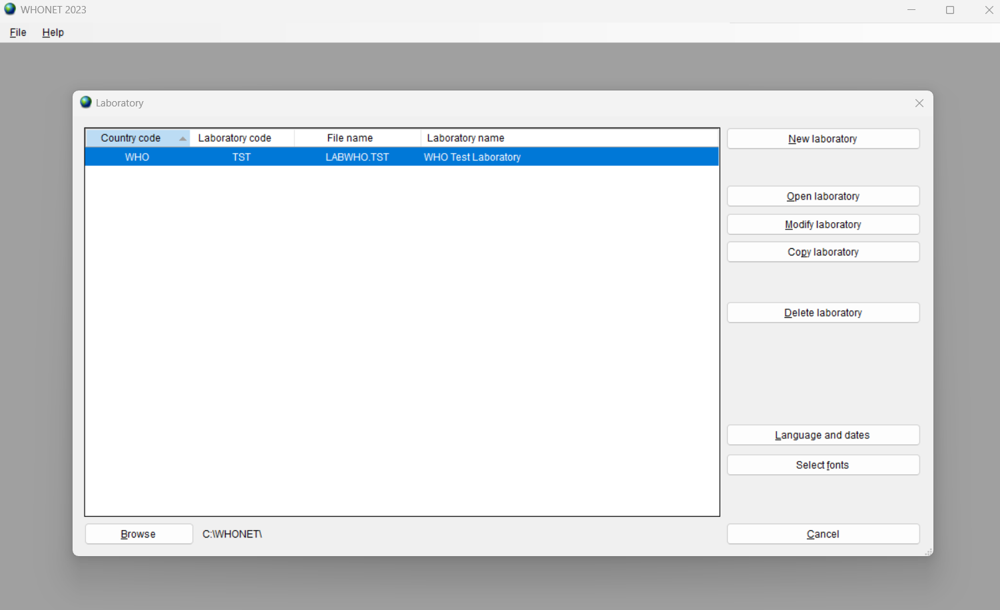 WHONET 2023
File Help
Laboratory
Country code Laboratory code File name Laboratory name
WHO TST LABWHO.TST WHO Test Laboratory
New laboratory
Open laboratory
Modify laboratory
Copy laboratory
Delete laboratory
Language and dates
Select fonts
Browse C:\WHONET\
Cancel